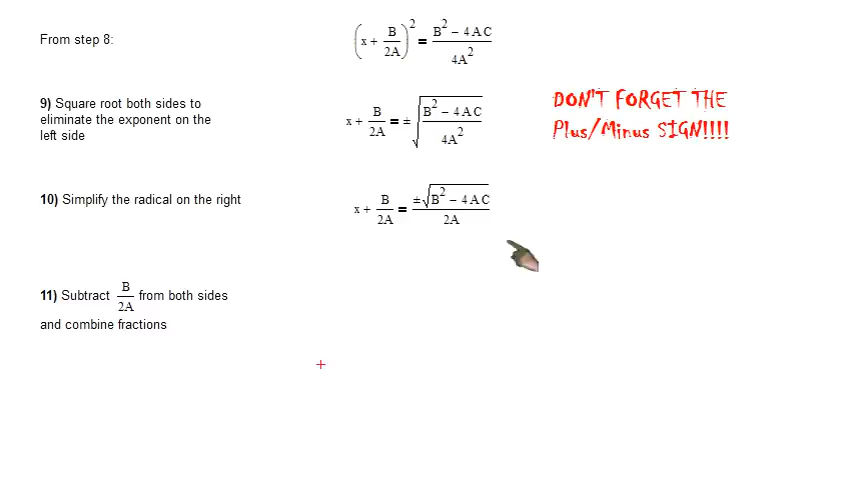 From step 8:
(x + B/2A)² = B² − 4AC/4A²
9) Square root both sides to
eliminate the exponent on the
left side
x + B/2A = ± √(B² − 4AC/4A²)
DON'T FORGET THE
Plus/Minus SIGN!!!!
10) Simplify the radical on the right
x + B/2A = ±√(B² − 4AC)/2A
11) Subtract B/2A from both sides
and combine fractions
+